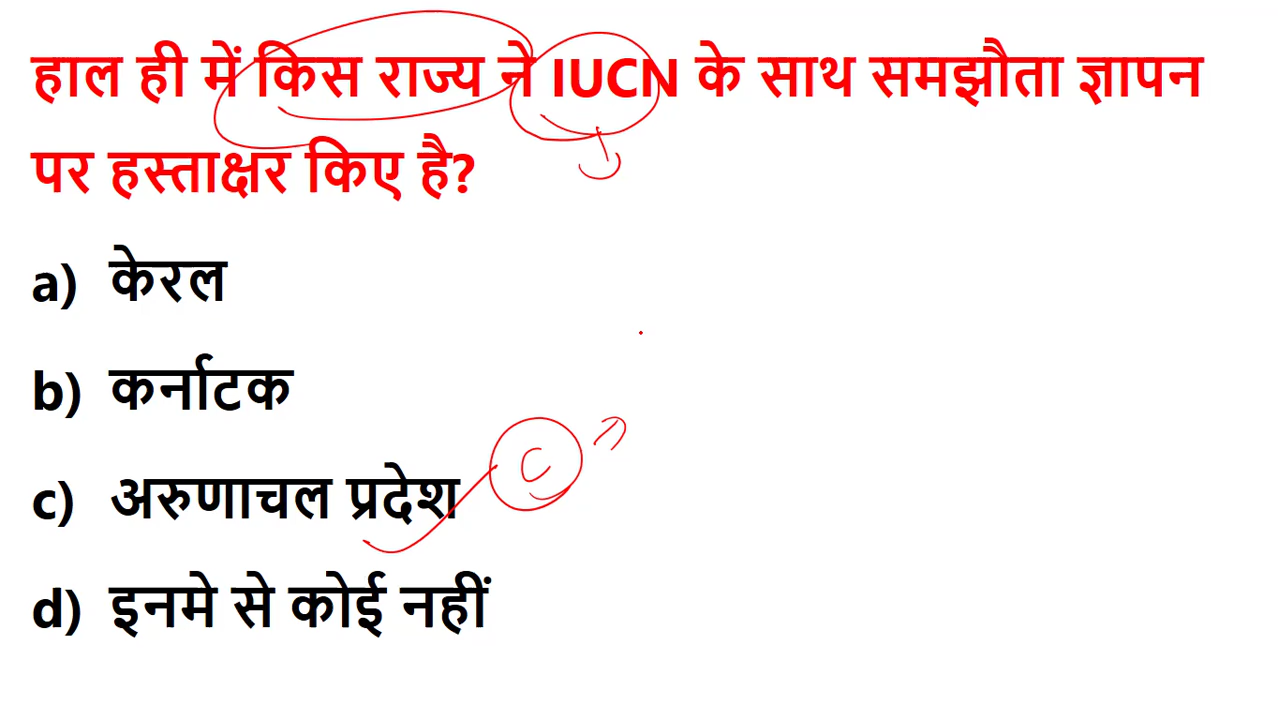 हाल ही में किस राज्य ने IUCN के साथ समझौता ज्ञापन
पर हस्ताक्षर किए है?
a) केरल
b) कर्नाटक
c) अरुणाचल प्रदेश
C
d) इनमे से कोई नहीं